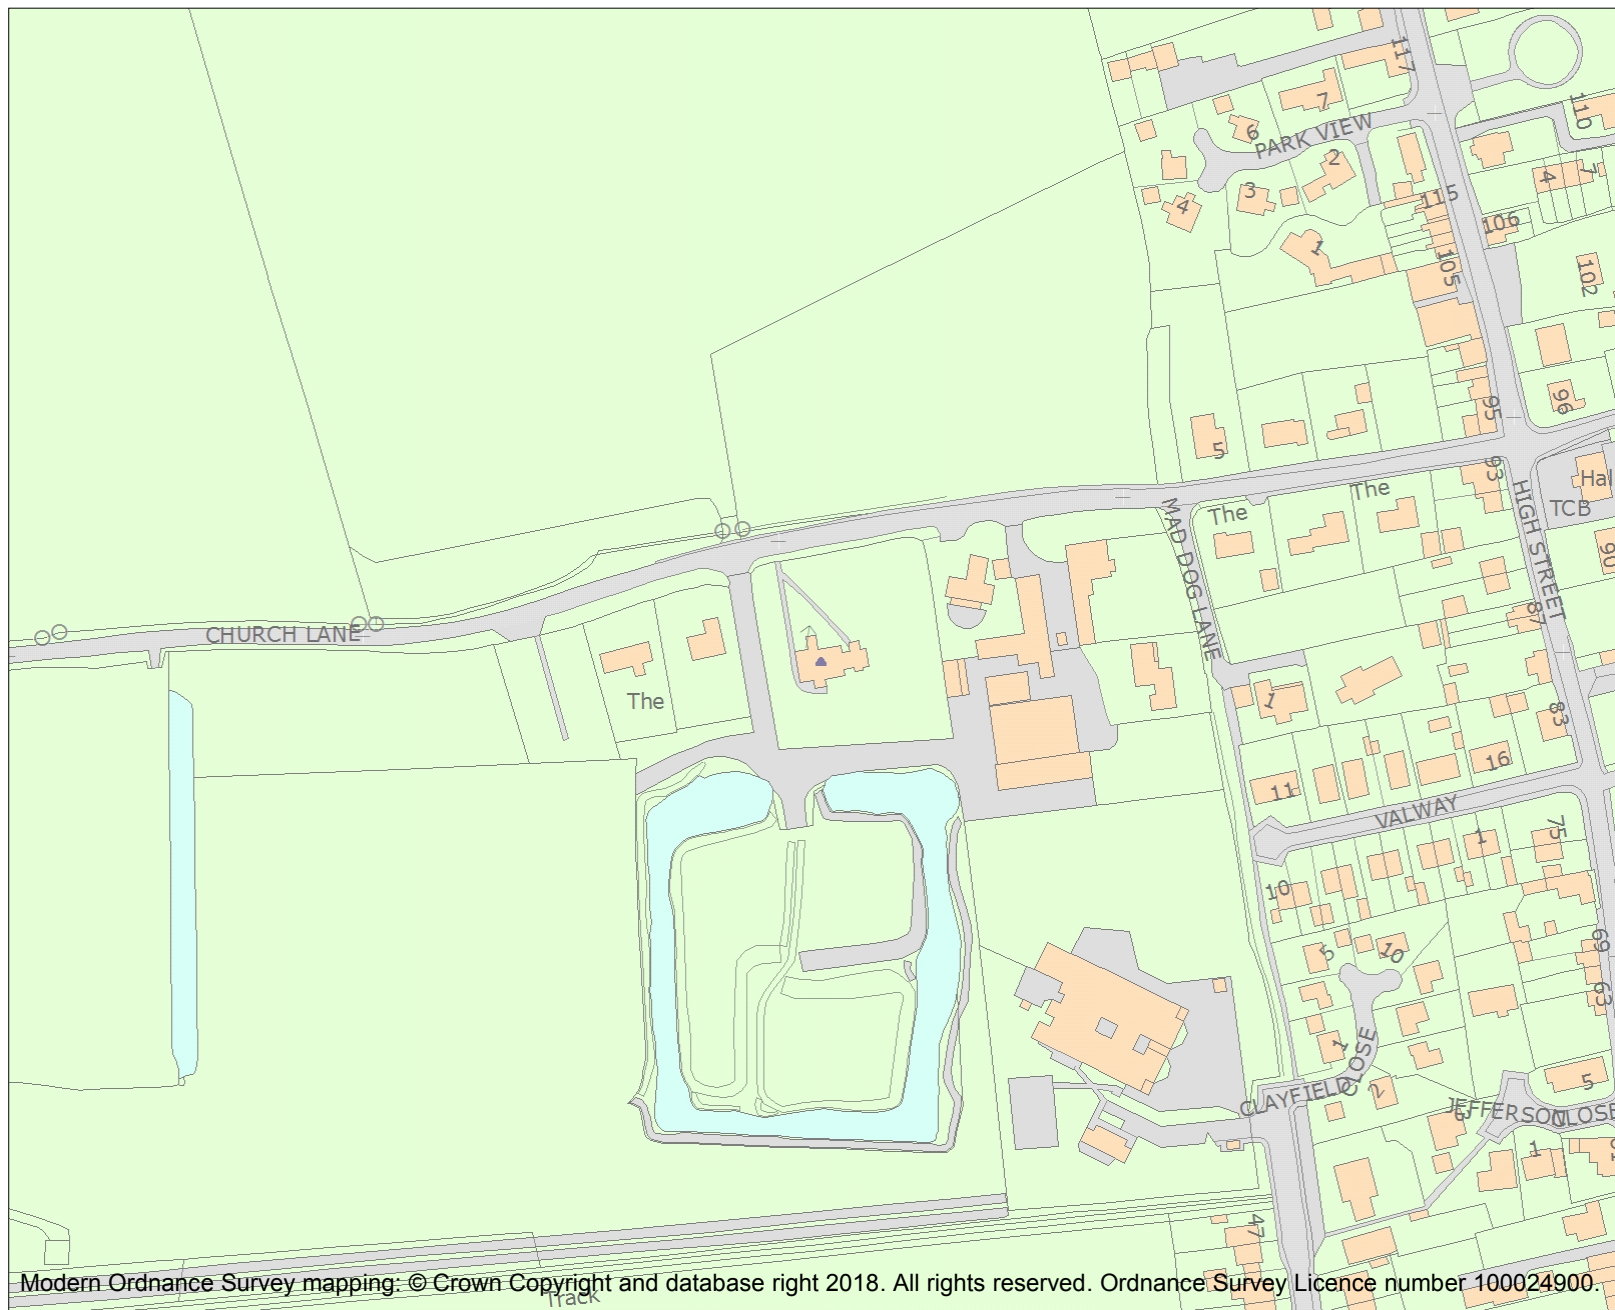 117
110
7
6
PARK VIEW
2
4
7
3
115
4
106
1
105
102
95
96
5
93
Hal
The
The
TCB
HIGH STREET
MAD DOG LANE
90
87
CHURCH LANE
The
1
83
16
11
VALWAY
75
1
10
69
5
10
63
1
CLOSE
2
5
CLAYFIELD
JEFFERSON
CLOSE
3
1
47
Modern Ordnance Survey mapping: © Crown Copyright and database right 2018. All rights reserved. Ordnance Survey Licence number 100024900.
Track